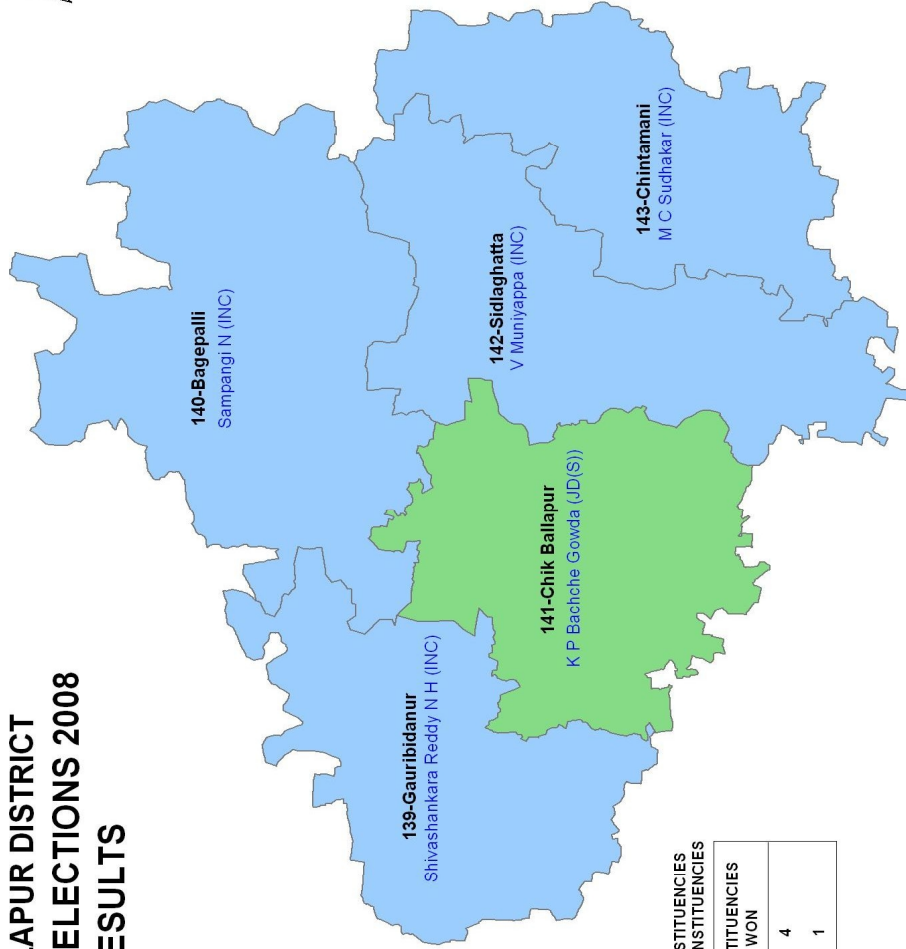 APUR DISTRICT
ELECTIONS 2008
ESULTS
140-Bagepalli
Sampangi N (INC)
139-Gauribidanur
Shivashankara Reddy N H (INC)
141-Chik Ballapur
K P Bachche Gowda (JD(S))
142-Sidlaghatta
V Muniyappa (INC)
143-Chintamani
M C Sudhakar (INC)
STITUENCIES
NSTITUENCIES
TITUENCIES
WON
4
1